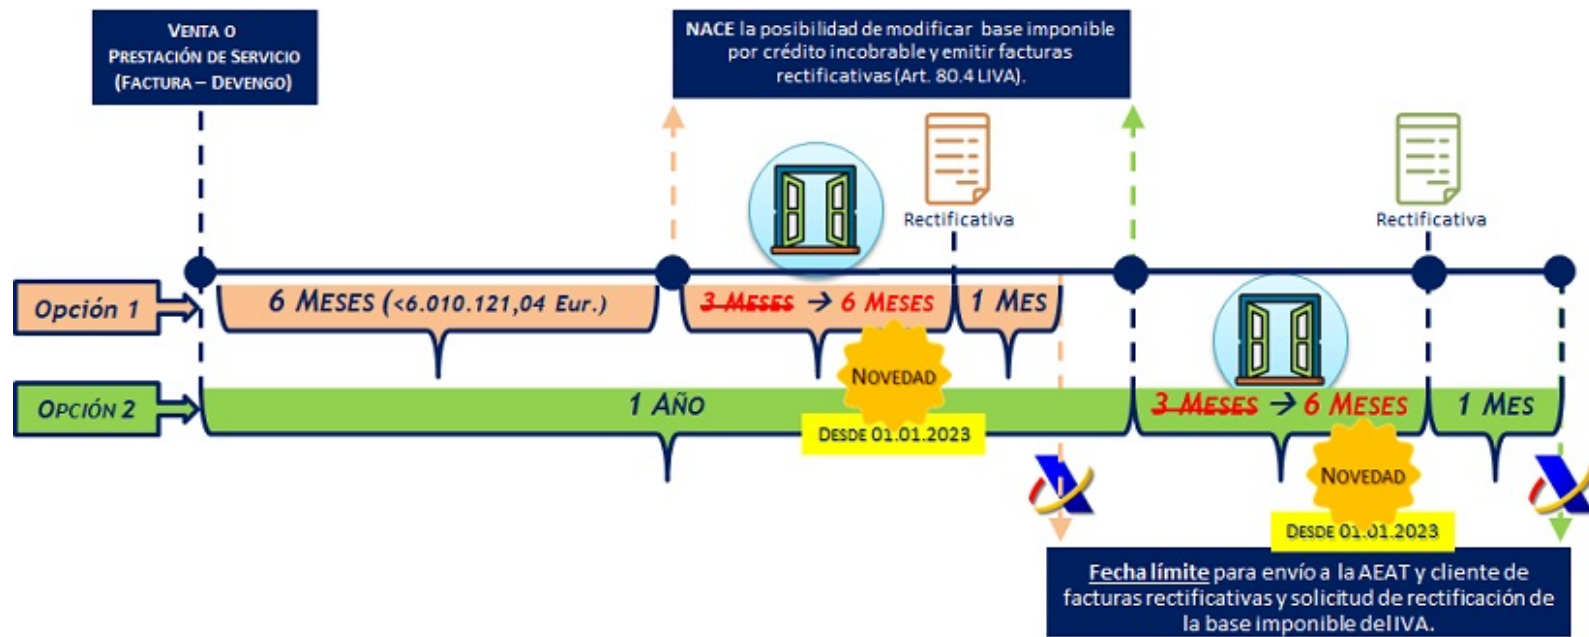 VENTA O
PRESTACIÓN DE SERVICIO
(FACTURA – DEVENGO)
NACE la posibilidad de modificar base imponible
por crédito incobrable y emitir facturas
rectificativas (Art. 80.4 LIVA).
Rectificativa
Rectificativa
Opción 1
6 MESES (<6.010.121,04 Eur.)
3 MESES → 6 MESES
1 MES
NOVEDAD
DESDE 01.01.2023
OPCIÓN 2
1 AÑO
3 MESES → 6 MESES
1 MES
NOVEDAD
DESDE 01.01.2023
Fecha límite para envío a la AEAT y cliente de
facturas rectificativas y solicitud de rectificación de
la base imponible del IVA.